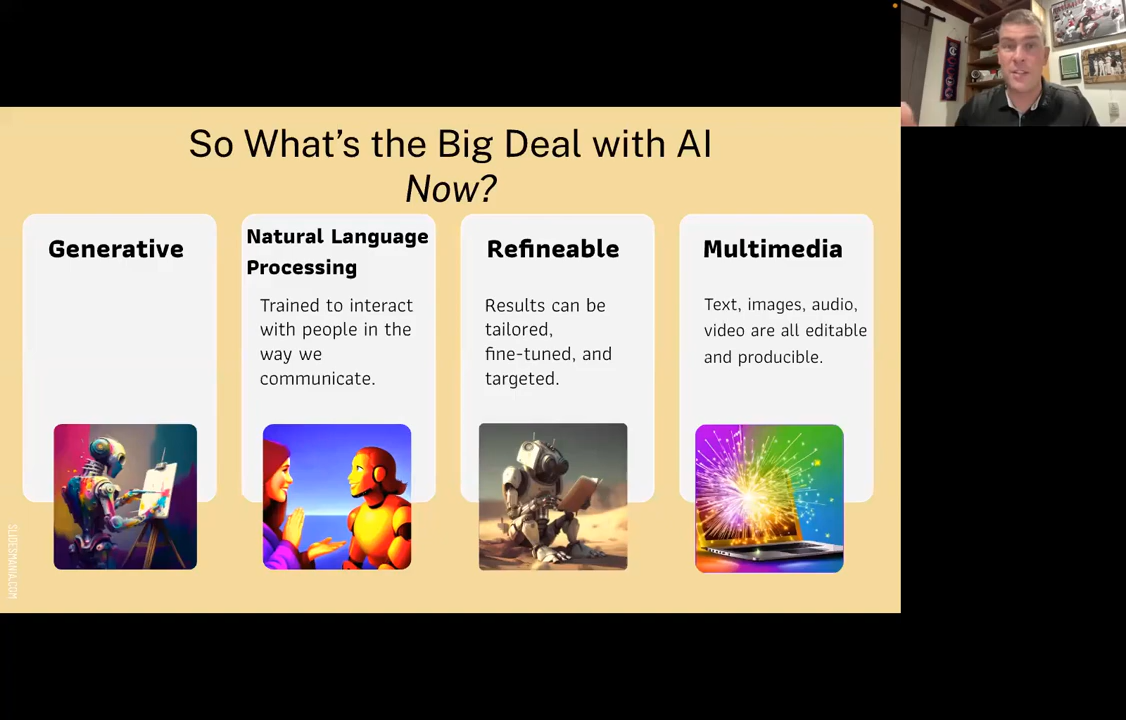 So What's the Big Deal with AI
Now?
Generative
Natural Language
Processing
Trained to interact
with people in the
way we
communicate.
Refineable
Results can be
tailored,
fine-tuned, and
targeted.
Multimedia
Text, images, audio,
video are all editable
and producible.
SLIDESMANIA.COM